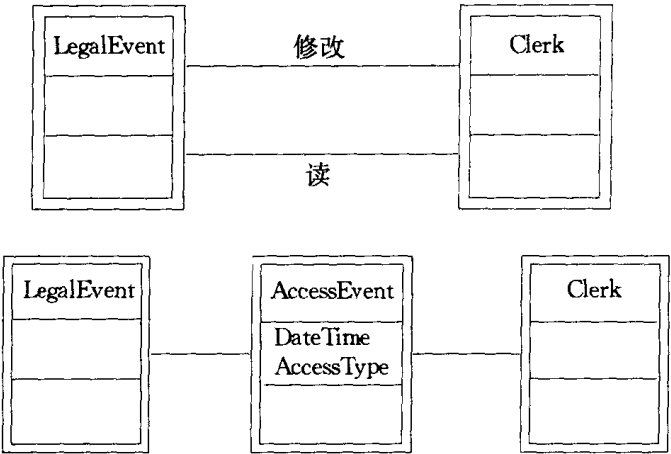 LegalEvent
修改
Clerk
读
LegalEvent
AccessEvent
Clerk
DateTime
AccessType